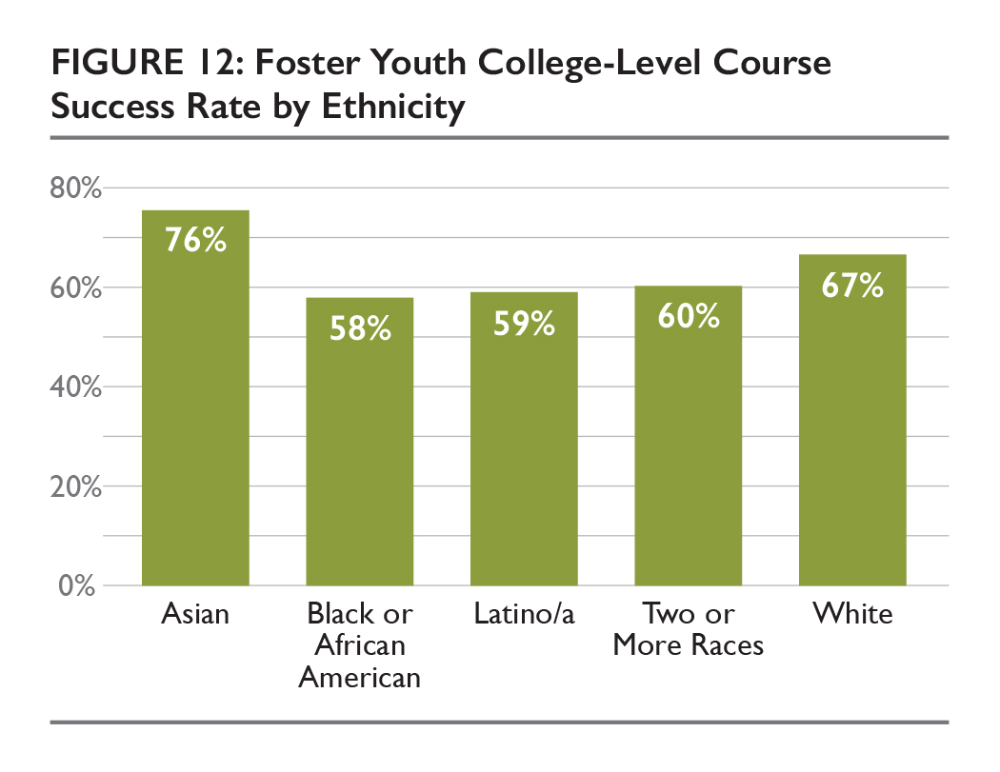 FIGURE 12: Foster Youth College-Level Course
Success Rate by Ethnicity
80%
60%
40%
20%
0%
76%
58%
59%
60%
67%
Asian
Black or
African
American
Latino/a
Two or
More Races
White